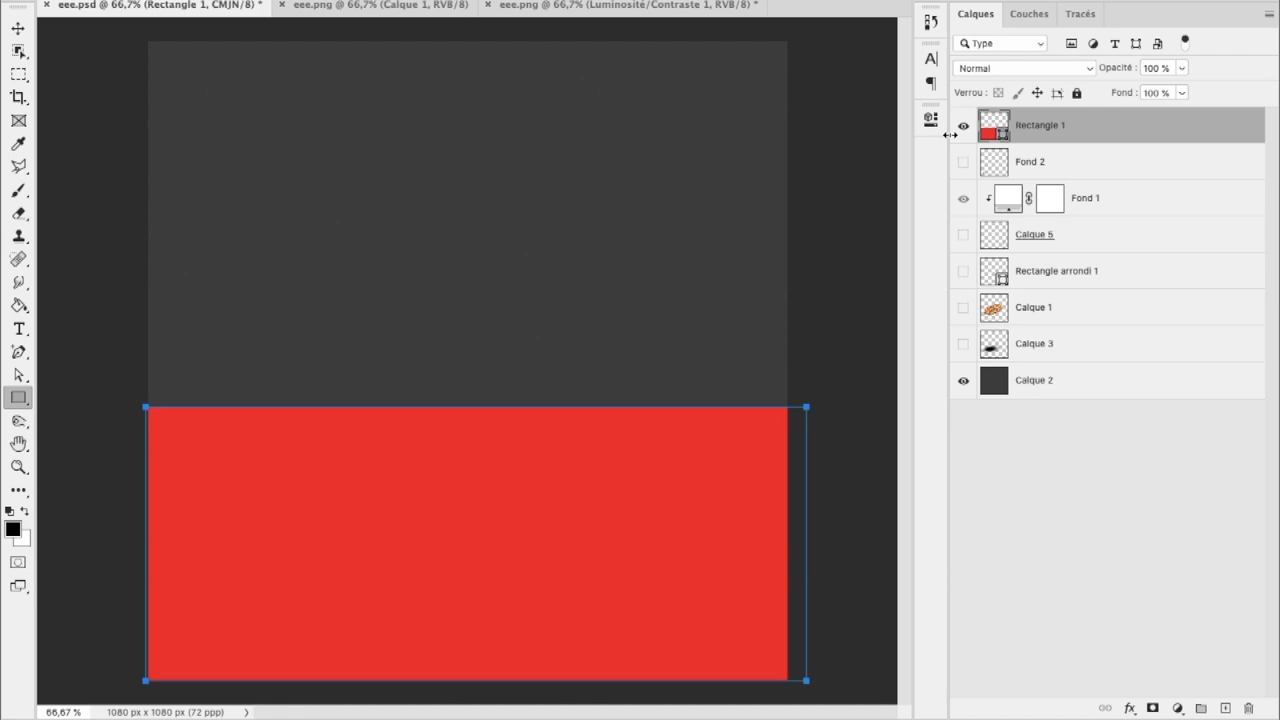 eee.psd @ 66,7% (Rectangle 1, CMJN/8) *
eee.png @ 66,7% (Calque 1, RVB/8)
eee.png @ 66,7% (Luminosité/Contraste 1, RVB/8) *
Calques Couches Tracés
Type
Normal Opacité : 100 %
Verrou : Fond : 100 %
Rectangle 1
Fond 2
Fond 1
Calque 5
Rectangle arrondi 1
Calque 1
Calque 3
Calque 2
66,67 % 1080 px x 1080 px (72 ppp)
fx